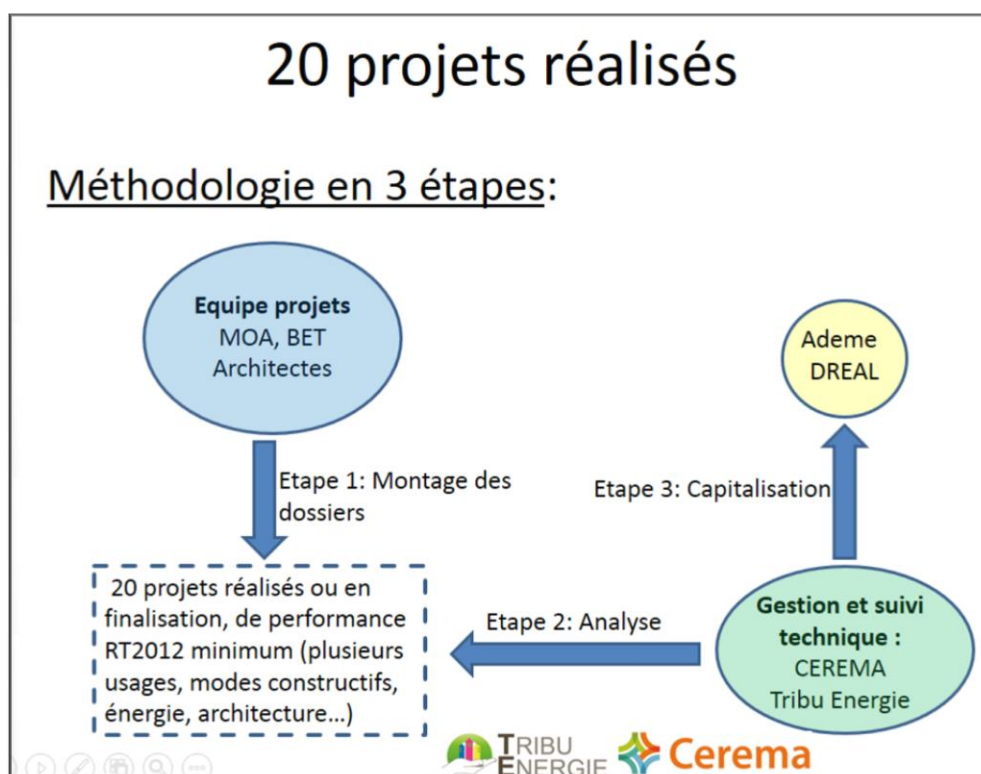 20 projets réalisés
Méthodologie en 3 étapes:
Equipe projets
MOA, BET
Architectes
Ademe
DREAL
Etape 1: Montage des
dossiers
Etape 3: Capitalisation
20 projets réalisés ou en
finalisation, de performance
RT2012 minimum (plusieurs
usages, modes constructifs,
énergie, architecture...)
Etape 2: Analyse
Gestion et suivi
technique :
CEREMA
Tribu Energie
TRIBU
ENERGIE
Cerema